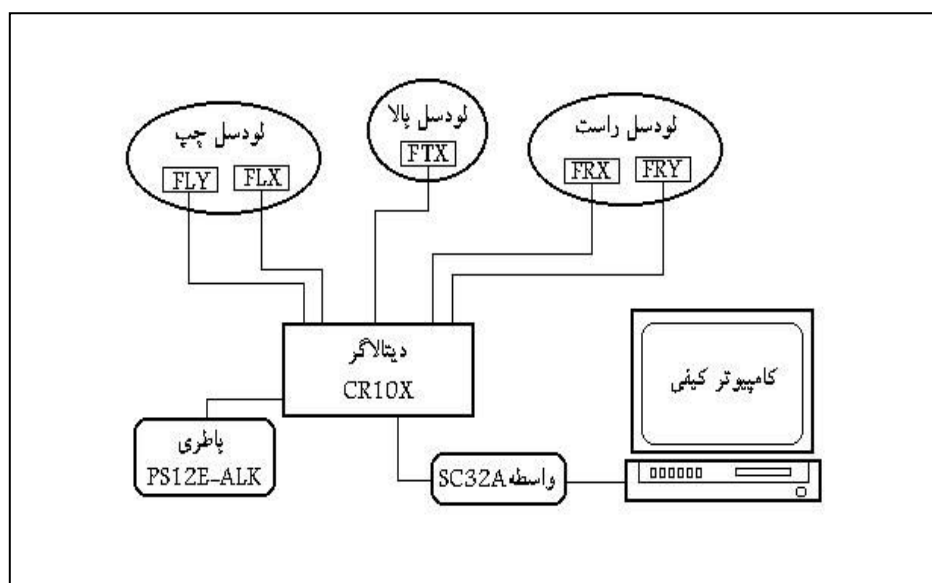 لودسل چپ
FLY
FLX
لودسل بالا
FTX
لودسل راست
FRX
FRY
دیتالاگر
CR10X
باطری
PS12E-ALK
واسطه SC32A
کامپیوتر کیفی